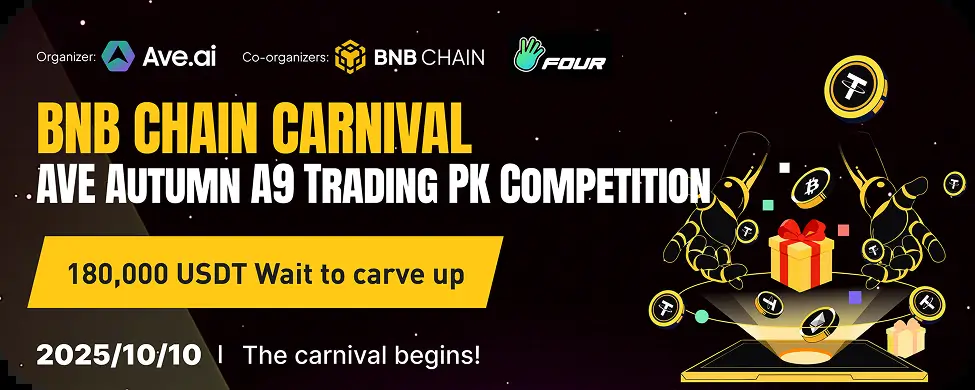 Organizer: Ave.ai Co-organizers: BNB CHAIN FOUR
BNB CHAIN CARNIVAL
AVE AUTUMN A9 TRADING PK COMPETITION
180,000 USDT Wait to carve up
2025/10/10 | The carnival begins!